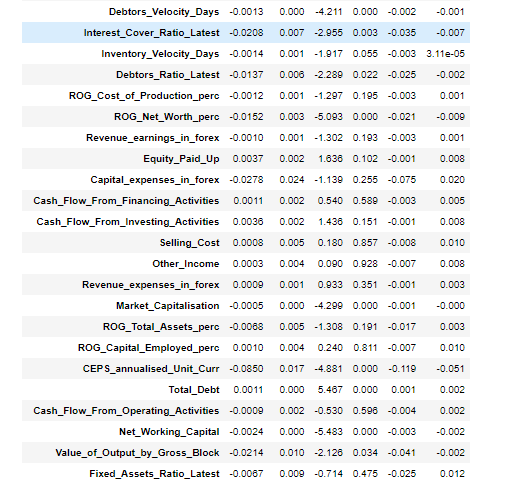 Debtors_Velocity_Days -0.0013 0.000 -4.211 0.000 -0.002 -0.001
Interest_Cover_Ratio_Latest -0.0208 0.007 -2.955 0.003 -0.035 -0.007
Inventory_Velocity_Days -0.0014 0.001 -1.917 0.055 -0.003 3.11e-05
Debtors_Ratio_Latest -0.0137 0.006 -2.289 0.022 -0.025 -0.002
ROG_Cost_of_Production_perc -0.0012 0.001 -1.297 0.195 -0.003 0.001
ROG_Net_Worth_perc -0.0152 0.003 -5.093 0.000 -0.021 -0.009
Revenue_earnings_in_forex -0.0010 0.001 -1.302 0.193 -0.003 0.001
Equity_Paid_Up 0.0037 0.002 1.636 0.102 -0.001 0.008
Capital_expenses_in_forex -0.0278 0.024 -1.139 0.255 -0.075 0.020
Cash_Flow_From_Financing_Activities 0.0011 0.002 0.540 0.589 -0.003 0.005
Cash_Flow_From_Investing_Activities 0.0036 0.002 1.436 0.151 -0.001 0.008
Selling_Cost 0.0008 0.005 0.180 0.857 -0.008 0.010
Other_Income 0.0003 0.004 0.090 0.928 -0.007 0.008
Revenue_expenses_in_forex 0.0009 0.001 0.933 0.351 -0.001 0.003
Market_Capitalisation -0.0005 0.000 -4.299 0.000 -0.001 -0.000
ROG_Total_Assets_perc -0.0068 0.005 -1.308 0.191 -0.017 0.003
ROG_Capital_Employed_perc 0.0010 0.004 0.240 0.811 -0.007 0.010
CEPS_annualised_Unit_Curr -0.0850 0.017 -4.881 0.000 -0.119 -0.051
Total_Debt 0.0011 0.000 5.467 0.000 0.001 0.002
Cash_Flow_From_Operating_Activities -0.0009 0.002 -0.530 0.596 -0.004 0.002
Net_Working_Capital -0.0024 0.000 -5.483 0.000 -0.003 -0.002
Value_of_Output_by_Gross_Block -0.0214 0.010 -2.126 0.034 -0.041 -0.002
Fixed_Assets_Ratio_Latest -0.0067 0.009 -0.714 0.475 -0.025 0.012